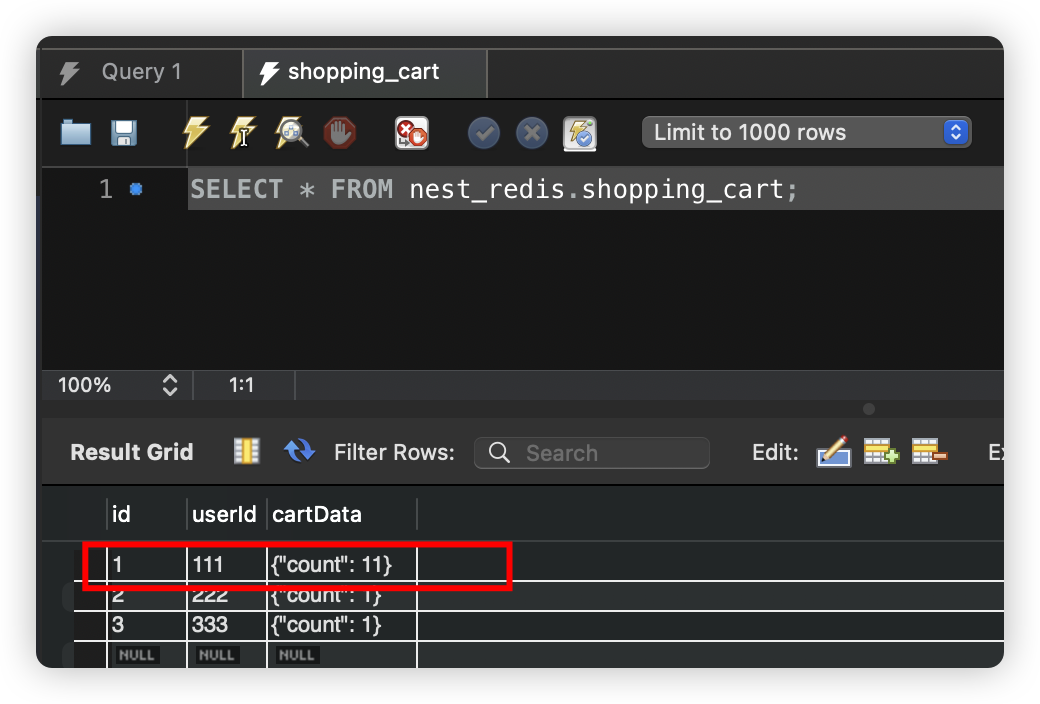 Query 1 shopping_cart
Limit to 1000 rows
1 SELECT * FROM nest_redis.shopping_cart;
100% 1:1
Result Grid Filter Rows: Search Edit:
id userId cartData
1 111 {"count": 11}
2 222 {"count": 1}
3 333 {"count": 1}
NULL NULL NULL